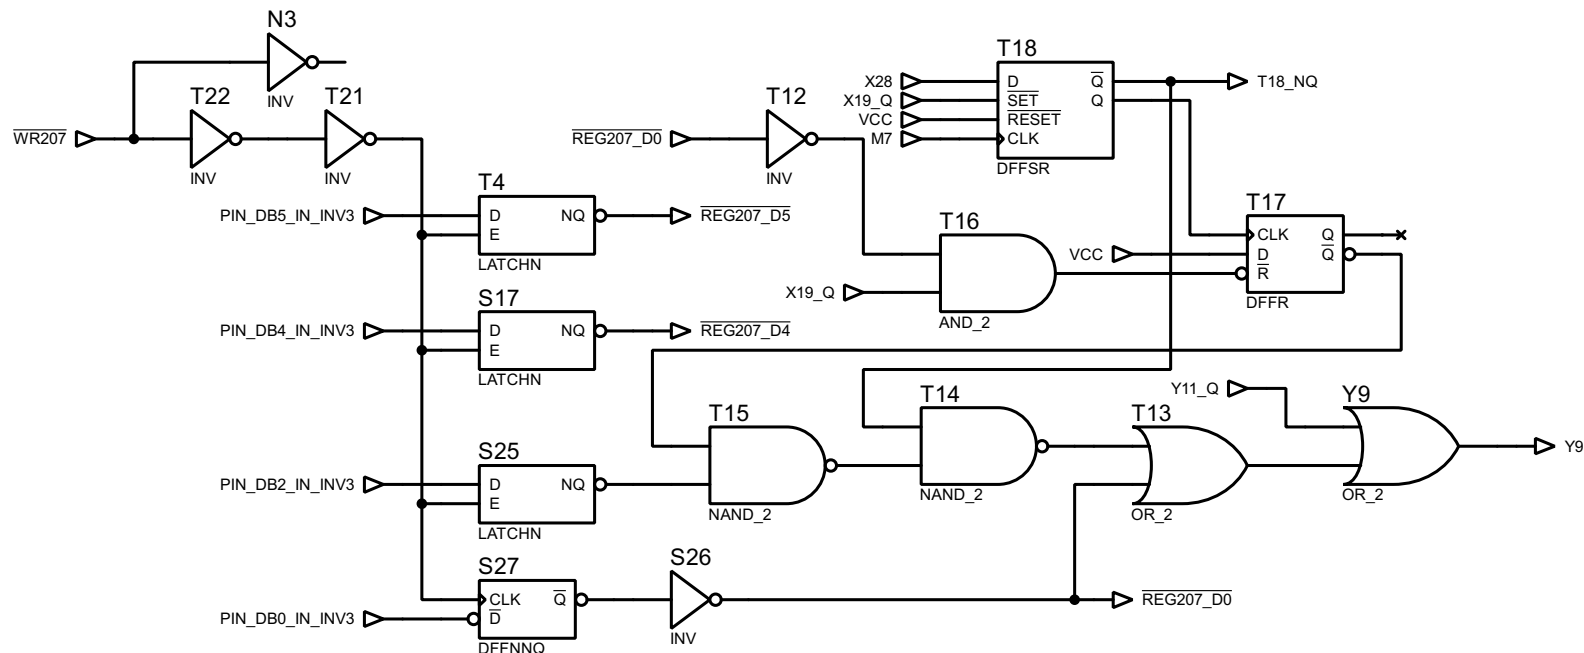 N3
INV
T22
INV
T21
INV
WR207
T12
INV
REG207_D0
T18
X28
X19_Q
VCC
M7
D
SET
RESET
CLK
Q
Q
DFFSR
T18_NQ
T4
PIN_DB5_IN_INV3
D
E
NQ
LATCHN
REG207_D5
T16
X19_Q
AND_2
T17
VCC
CLK
D
R
Q
Q
DFFR
S17
PIN_DB4_IN_INV3
D
E
NQ
LATCHN
REG207_D4
T15
NAND_2
T14
NAND_2
T13
OR_2
Y11_Q
Y9
OR_2
Y9
S25
PIN_DB2_IN_INV3
D
E
NQ
LATCHN
S27
PIN_DB0_IN_INV3
CLK
D
Q
DFFNNQ
S26
INV
REG207_D0